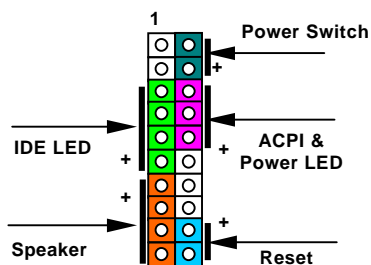 1
Power Switch
+
IDE LED
ACPI &
Power LED
+
+
+
+
Speaker
Reset